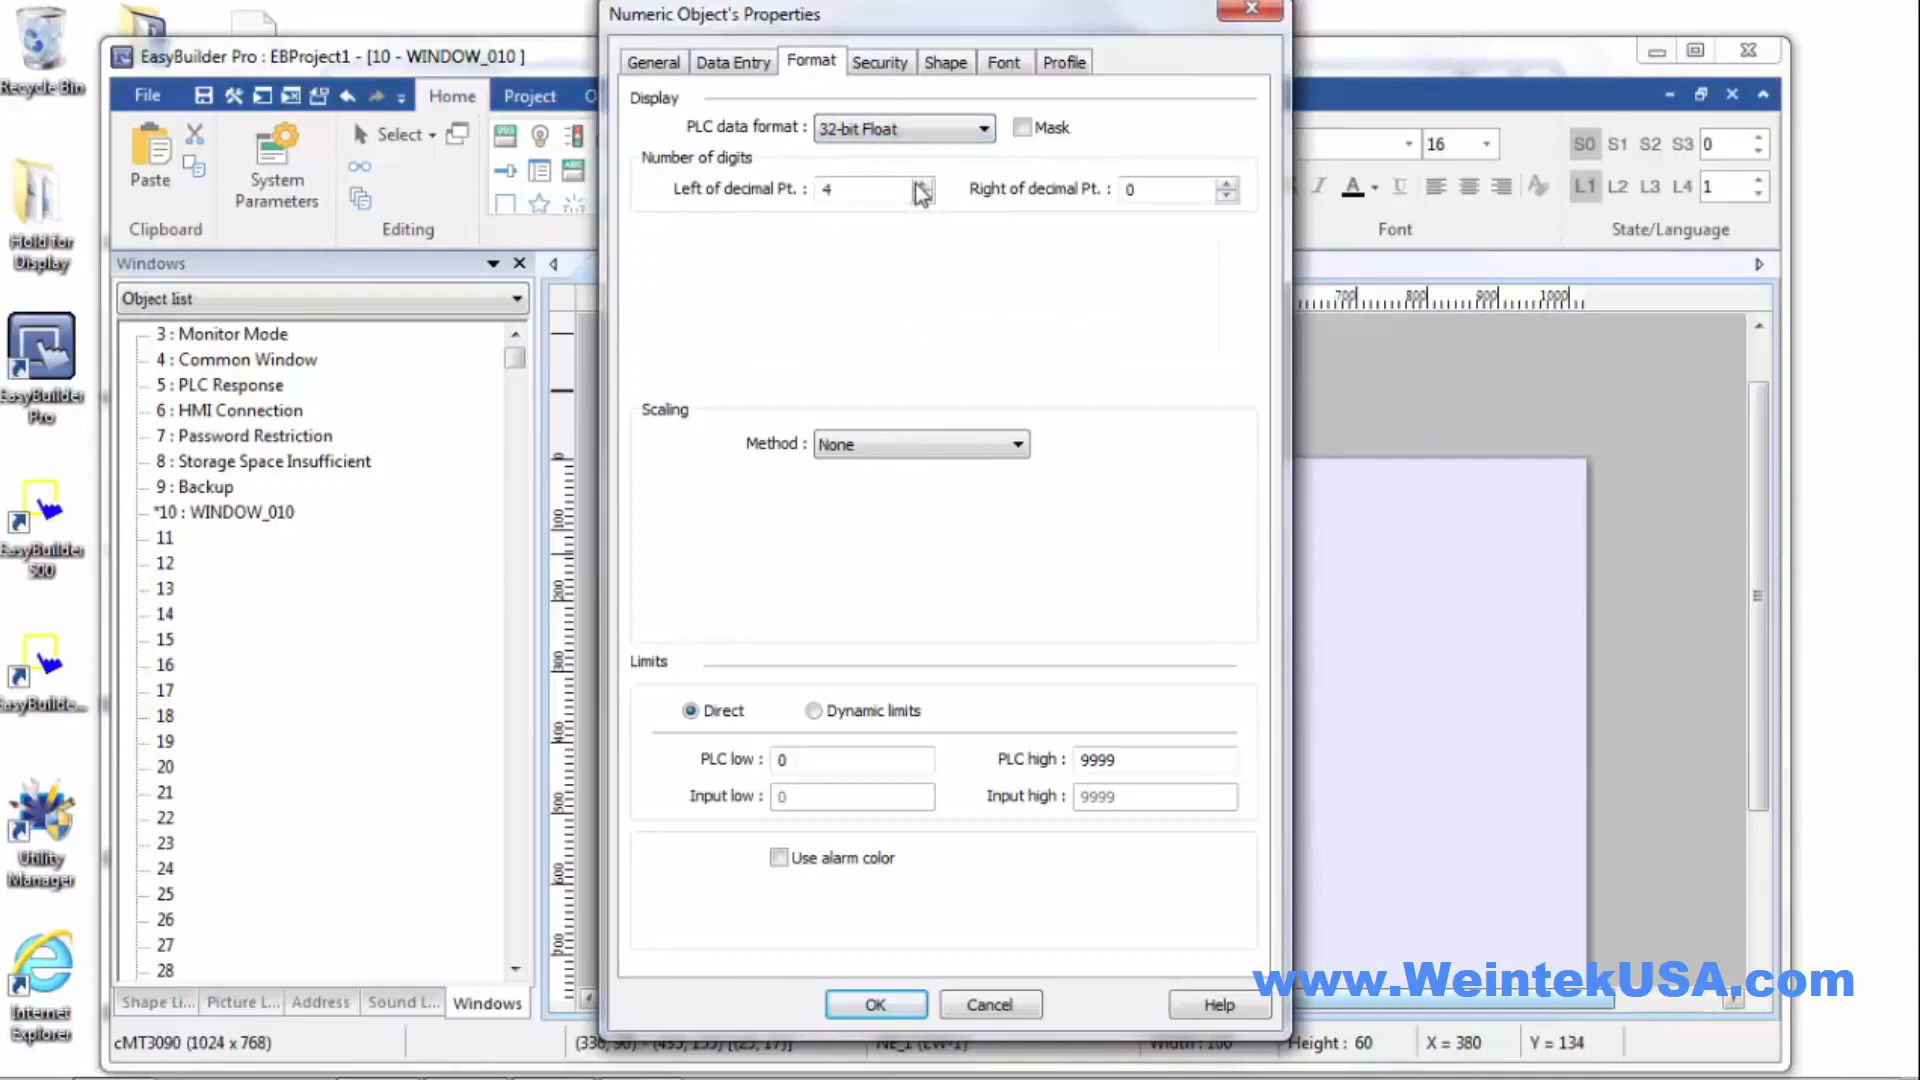 Numeric Object's Properties
Recycle Bin
EasyBuilder Pro : EBProject1 - [10 - WINDOW_010 ]
General Data Entry Format Security Shape Font Profile
File Home Project
Display
PLC data format : 32-bit Float Mask
Select
16
S0 S1 S2 S3 0
Number of digits
Left of decimal Pt. : 4 Right of decimal Pt. : 0
Paste
System
Parameters
L1 L2 L3 L4 1
Clipboard Editing Font State/Language
Hold for
Display
Windows
Object list
700 800 900 1000
3 : Monitor Mode
4 : Common Window
5 : PLC Response
6 : HMI Connection
7 : Password Restriction
8 : Storage Space Insufficient
9 : Backup
*10 : WINDOW_010
11
12
13
14
15
16
17
18
19
20
21
22
23
24
25
26
27
28
EasyBuilder
Pro
EasyBuilder
500
EasyBuilde...
Utility
Manager
Internet
Explorer
Scaling
Method : None
Limits
Direct Dynamic limits
PLC low : 0 PLC high : 9999
Input low : 0 Input high : 9999
Use alarm color
OK Cancel Help
www.WeintekUSA.com
Shape Li... Picture L... Address Sound L... Windows
cMT3090 (1024 x 768)
Height : 60 X = 380 Y = 134